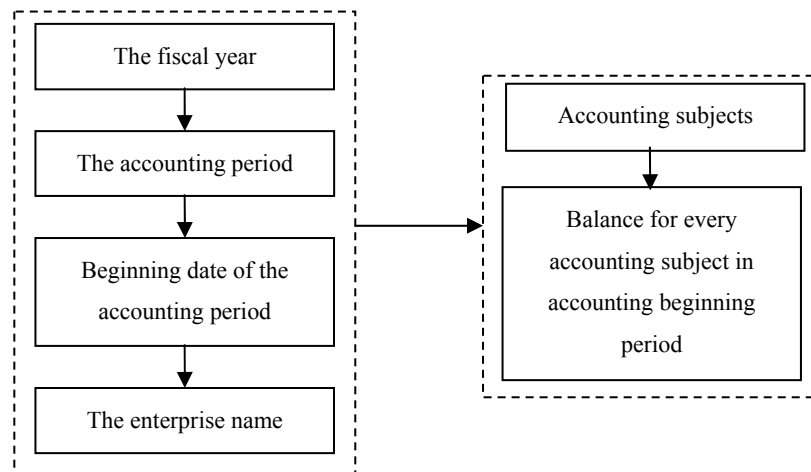 The fiscal year
The accounting period
Beginning date of the
accounting period
The enterprise name
Accounting subjects
Balance for every
accounting subject in
accounting beginning
period